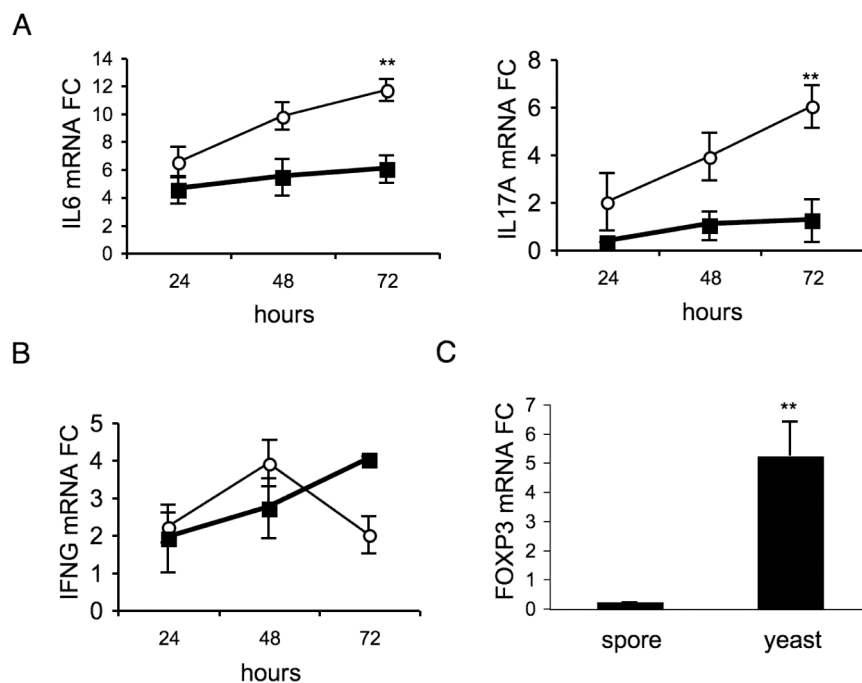 A
IL6 mRNA FC
14
12
10
8
6
4
2
0
**
24 48 72
hours
IL17A mRNA FC
8
6
4
2
0
**
24 48 72
hours
B
IFNG mRNA FC
5
4
3
2
1
0
24 48 72
hours
C
FOXP3 mRNA FC
7
6
5
4
3
2
1
0
**
spore yeast